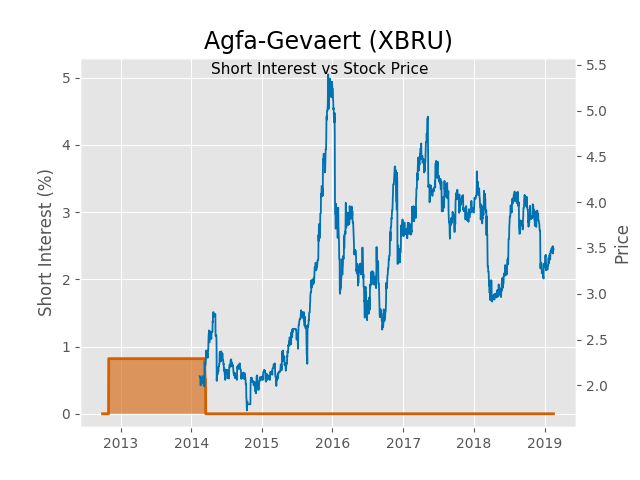 Agfa-Gevaert (XBRU)
Short Interest vs Stock Price
Short Interest (%)
5
4
3
2
1
0
5.5
5.0
4.5
4.0
3.5
3.0
2.5
2.0
Price
2013 2014 2015 2016 2017 2018 2019